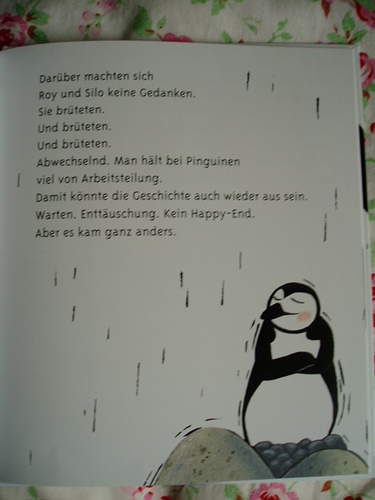 Darüber machten sich
Roy und Silo keine Gedanken.
Sie brüteten.
Und brüteten.
Und brüteten.
Abwechselnd. Man hält bei Pinguinen
viel von Arbeitsteilung.
Damit könnte die Geschichte auch wieder aus sein.
Warten. Enttäuschung. Kein Happy-End.
Aber es kam ganz anders.